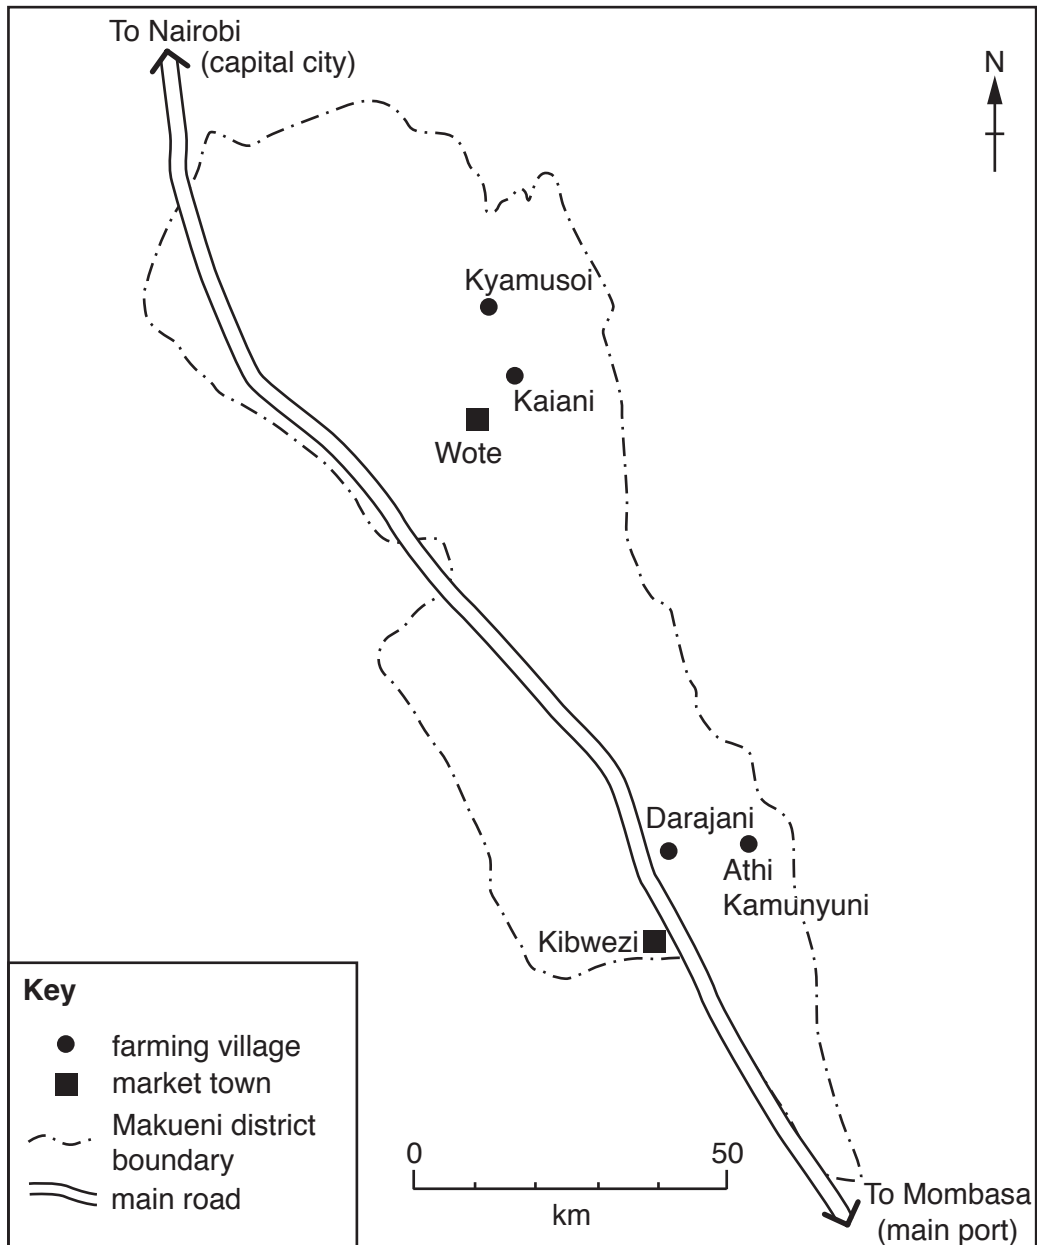 To Nairobi
(capital city)
N
Kyamusoi
Kaiani
Wote
Darajani
Athi
Kamunyuni
Kibwezi
Key
farming village
market town
Makueni district
boundary
main road
0 50
km
To Mombasa
(main port)